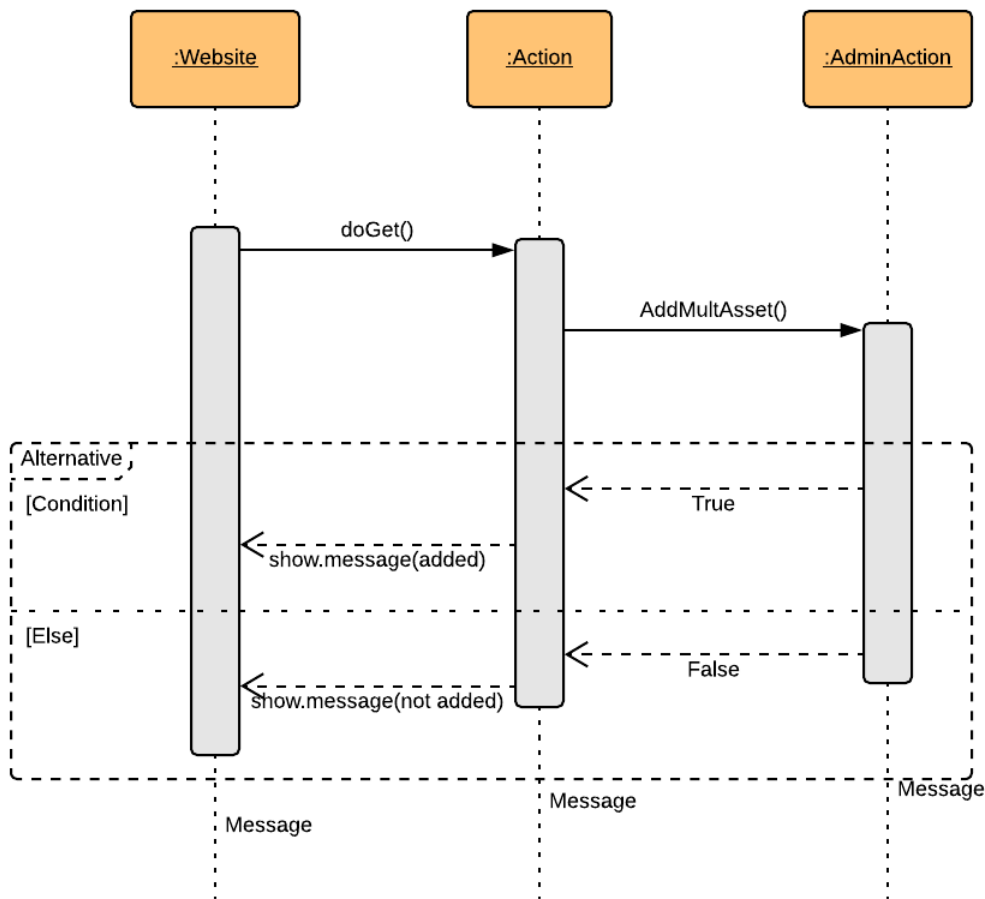 :Website
:Action
:AdminAction
doGet()
AddMultAsset()
Alternative
[Condition]
True
show.message(added)
[Else]
False
show.message(not added)
Message
Message
Message